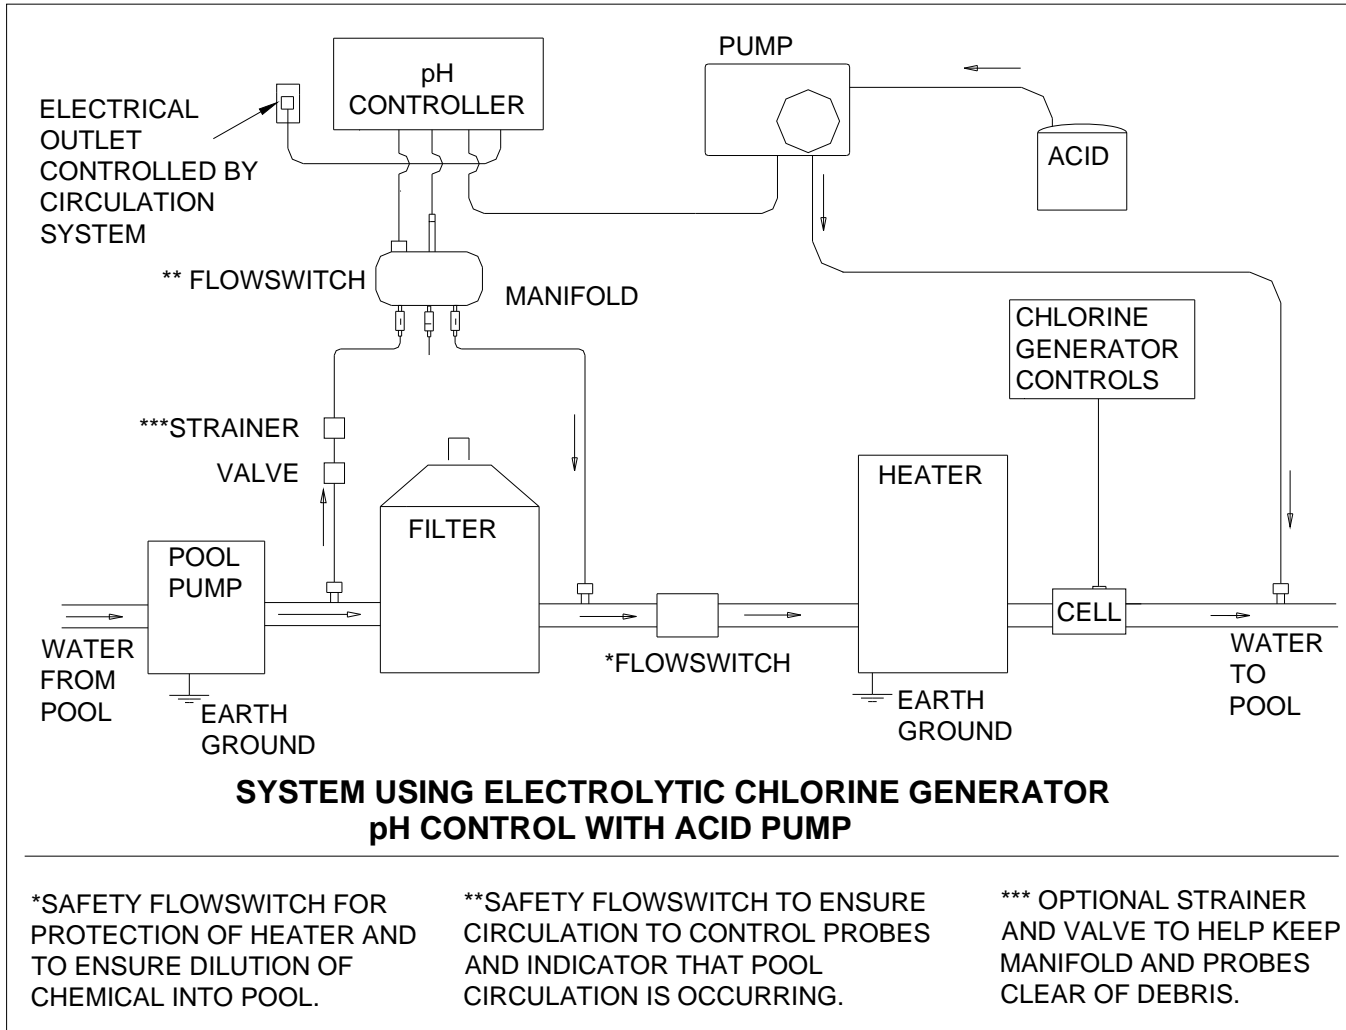 PUMP
pH
CONTROLLER
ELECTRICAL
OUTLET
CONTROLLED BY
CIRCULATION
SYSTEM
ACID
** FLOWSWITCH
MANIFOLD
CHLORINE
GENERATOR
CONTROLS
***STRAINER
VALVE
HEATER
FILTER
POOL
PUMP
CELL
WATER
FROM
POOL
*FLOWSWITCH
WATER
TO
POOL
EARTH
GROUND
EARTH
GROUND
SYSTEM USING ELECTROLYTIC CHLORINE GENERATOR
pH CONTROL WITH ACID PUMP
*SAFETY FLOWSWITCH FOR
PROTECTION OF HEATER AND
TO ENSURE DILUTION OF
CHEMICAL INTO POOL.
**SAFETY FLOWSWITCH TO ENSURE
CIRCULATION TO CONTROL PROBES
AND INDICATOR THAT POOL
CIRCULATION IS OCCURRING.
*** OPTIONAL STRAINER
AND VALVE TO HELP KEEP
MANIFOLD AND PROBES
CLEAR OF DEBRIS.